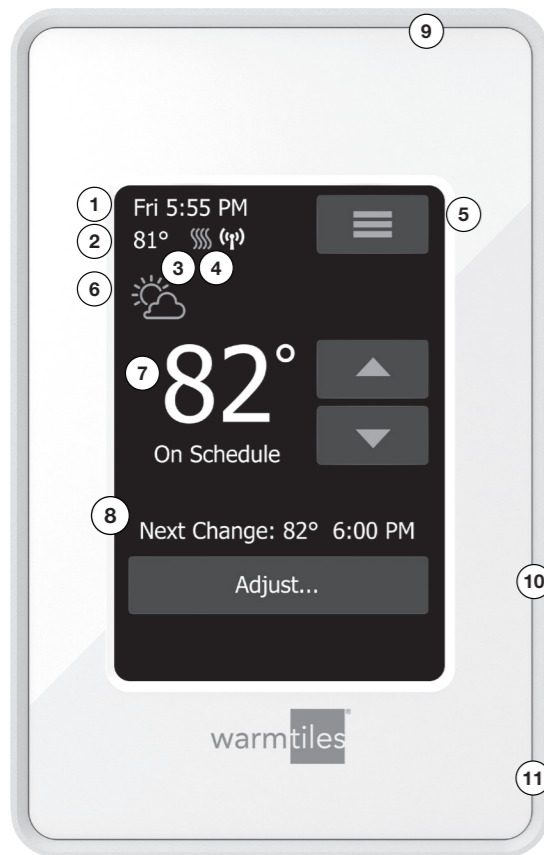 9
1 Fri 5:55 PM 5
2 81°
3 4
6
7 82°
On Schedule
8
Next Change: 82° 6:00 PM
Adjust...
10
warmtiles®
11